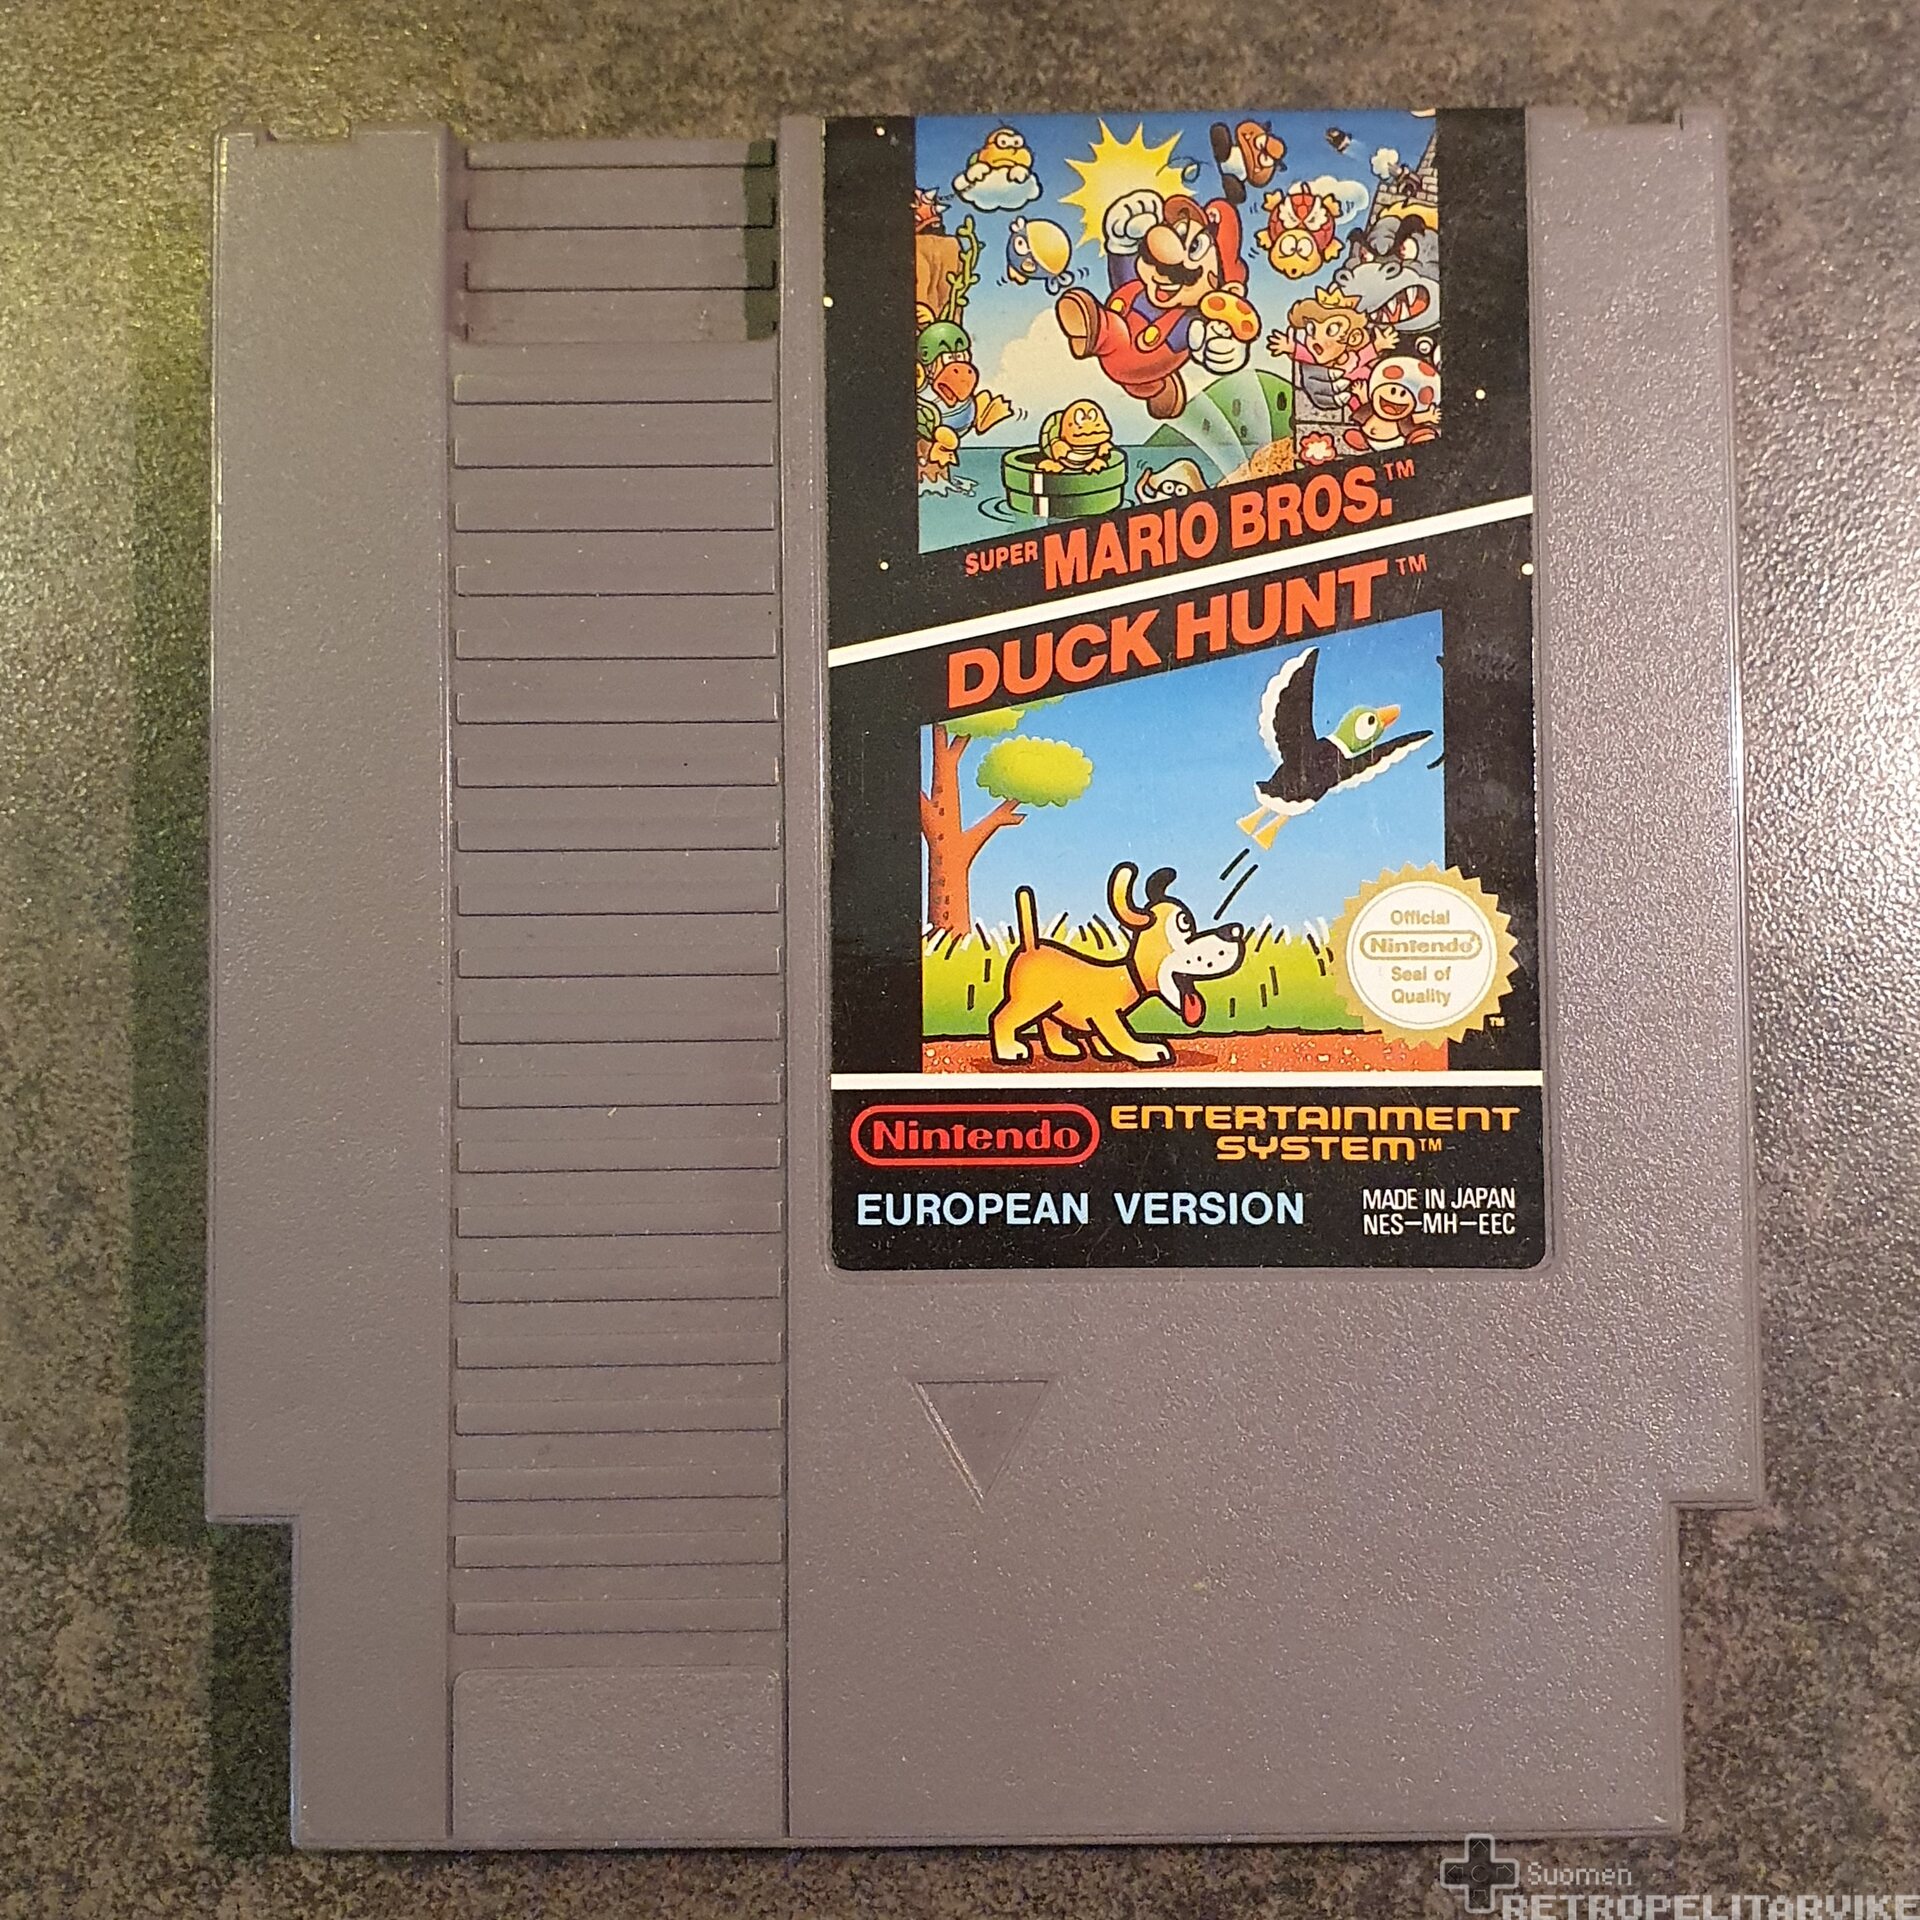 SUPER MARIO BROS.™
DUCK HUNT™
Official
Nintendo
Seal of
Quality
™
Nintendo ENTERTAINMENT
SYSTEM™
EUROPEAN VERSION
MADE IN JAPAN
NES-MH-EEC
Suomen
RETROPELITARVIKE